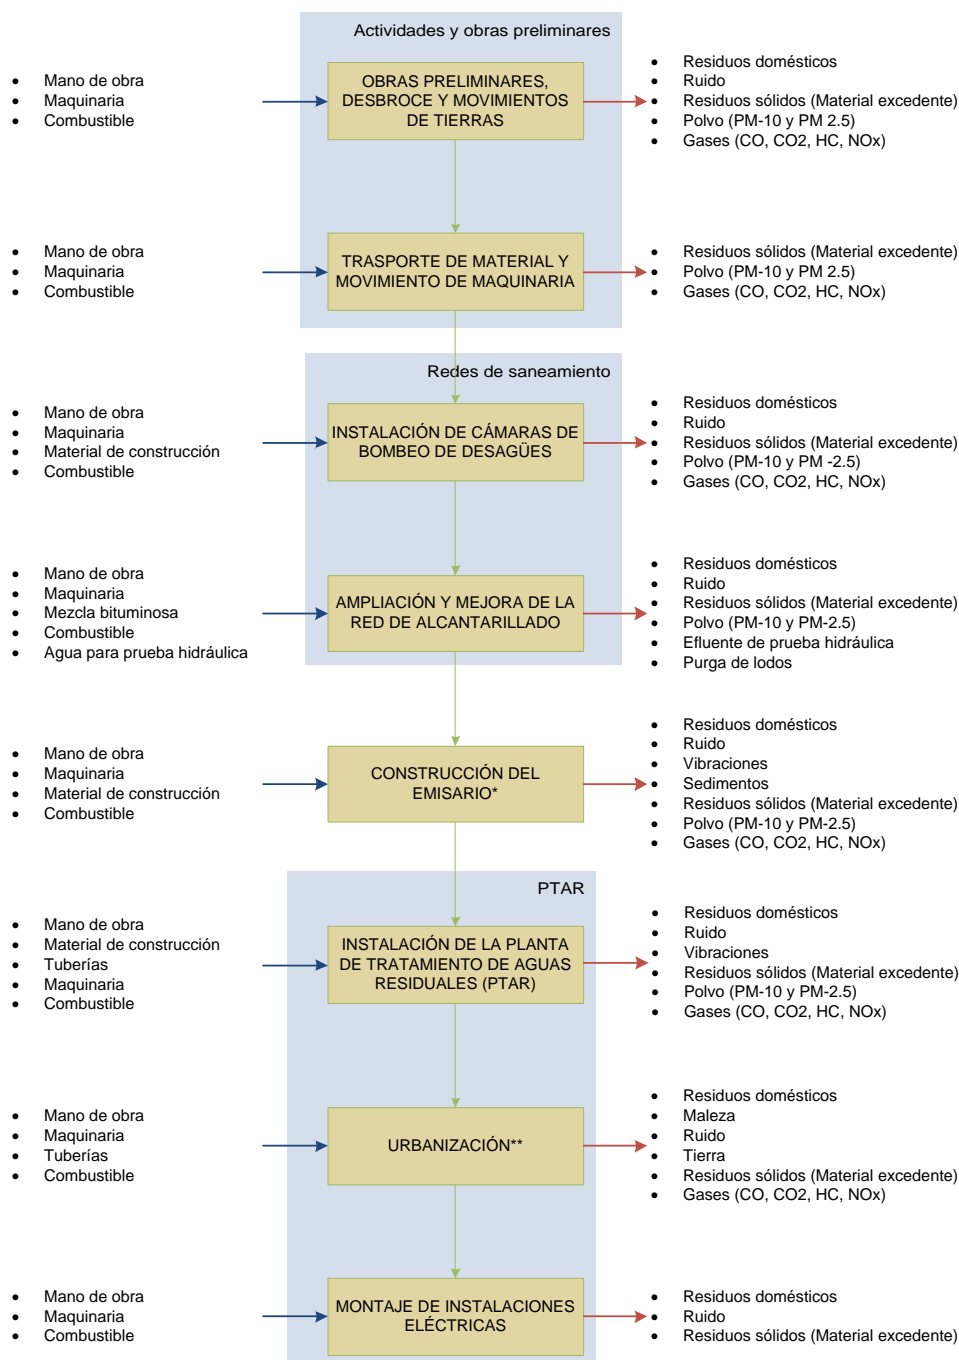 Actividades y obras preliminares
• Mano de obra
• Maquinaria
• Combustible
OBRAS PRELIMINARES,
DESBROCE Y MOVIMIENTOS
DE TIERRAS
• Residuos domésticos
• Ruido
• Residuos sólidos (Material excedente)
• Polvo (PM-10 y PM 2.5)
• Gases (CO, CO2, HC, NOx)
• Mano de obra
• Maquinaria
• Combustible
TRASPORTE DE MATERIAL Y
MOVIMIENTO DE MAQUINARIA
• Residuos sólidos (Material excedente)
• Polvo (PM-10 y PM 2.5)
• Gases (CO, CO2, HC, NOx)
Redes de saneamiento
• Mano de obra
• Maquinaria
• Material de construcción
• Combustible
INSTALACIÓN DE CÁMARAS DE
BOMBEO DE DESAGÜES
• Residuos domésticos
• Ruido
• Residuos sólidos (Material excedente)
• Polvo (PM-10 y PM -2.5)
• Gases (CO, CO2, HC, NOx)
• Mano de obra
• Maquinaria
• Mezcla bituminosa
• Combustible
• Agua para prueba hidráulica
AMPLIACIÓN Y MEJORA DE LA
RED DE ALCANTARILLADO
• Residuos domésticos
• Ruido
• Residuos sólidos (Material excedente)
• Polvo (PM-10 y PM-2.5)
• Efluente de prueba hidráulica
• Purga de lodos
• Mano de obra
• Maquinaria
• Material de construcción
• Combustible
CONSTRUCCIÓN DEL
EMISARIO*
• Residuos domésticos
• Ruido
• Vibraciones
• Sedimentos
• Residuos sólidos (Material excedente)
• Polvo (PM-10 y PM-2.5)
• Gases (CO, CO2, HC, NOx)
PTAR
• Mano de obra
• Material de construcción
• Tuberías
• Maquinaria
• Combustible
INSTALACIÓN DE LA PLANTA
DE TRATAMIENTO DE AGUAS
RESIDUALES (PTAR)
• Residuos domésticos
• Ruido
• Vibraciones
• Residuos sólidos (Material excedente)
• Polvo (PM-10 y PM-2.5)
• Gases (CO, CO2, HC, NOx)
• Mano de obra
• Maquinaria
• Tuberías
• Combustible
URBANIZACIÓN**
• Residuos domésticos
• Maleza
• Ruido
• Tierra
• Residuos sólidos (Material excedente)
• Gases (CO, CO2, HC, NOx)
• Mano de obra
• Maquinaria
• Combustible
MONTAJE DE INSTALACIONES
ELÉCTRICAS
• Residuos domésticos
• Ruido
• Residuos sólidos (Material excedente)